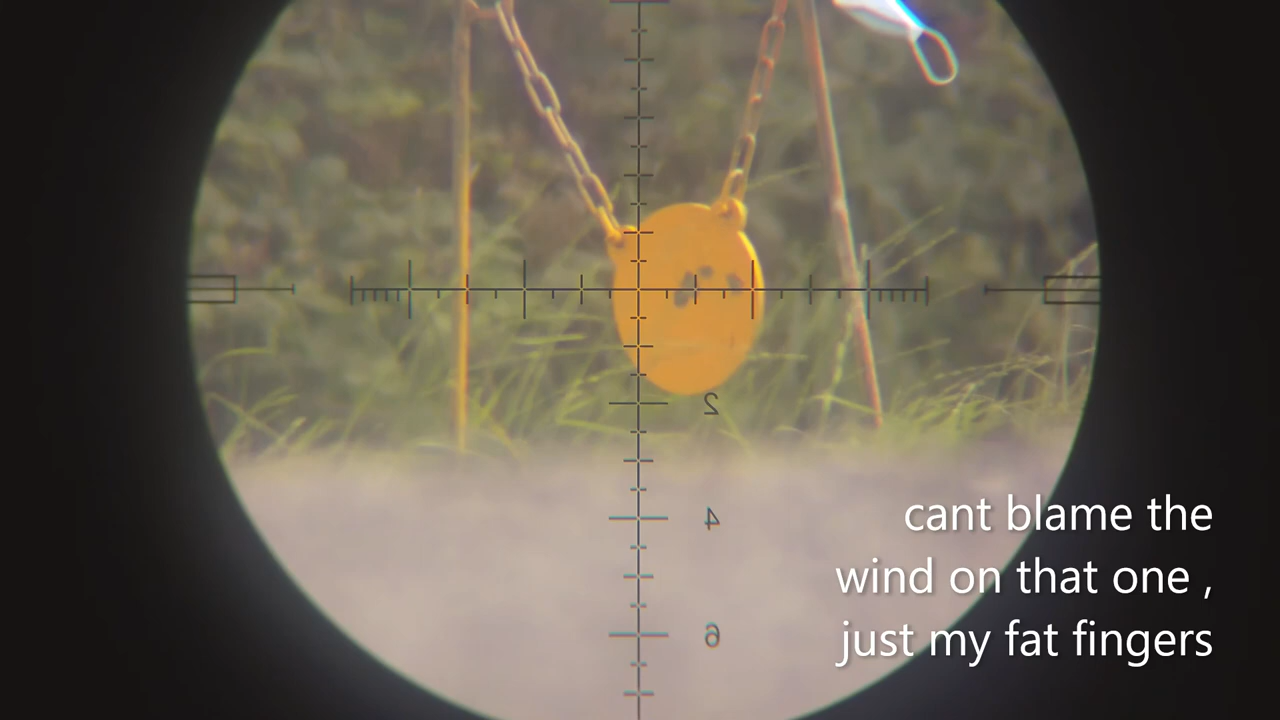 2
4
6
cant blame the
wind on that one ,
just my fat fingers